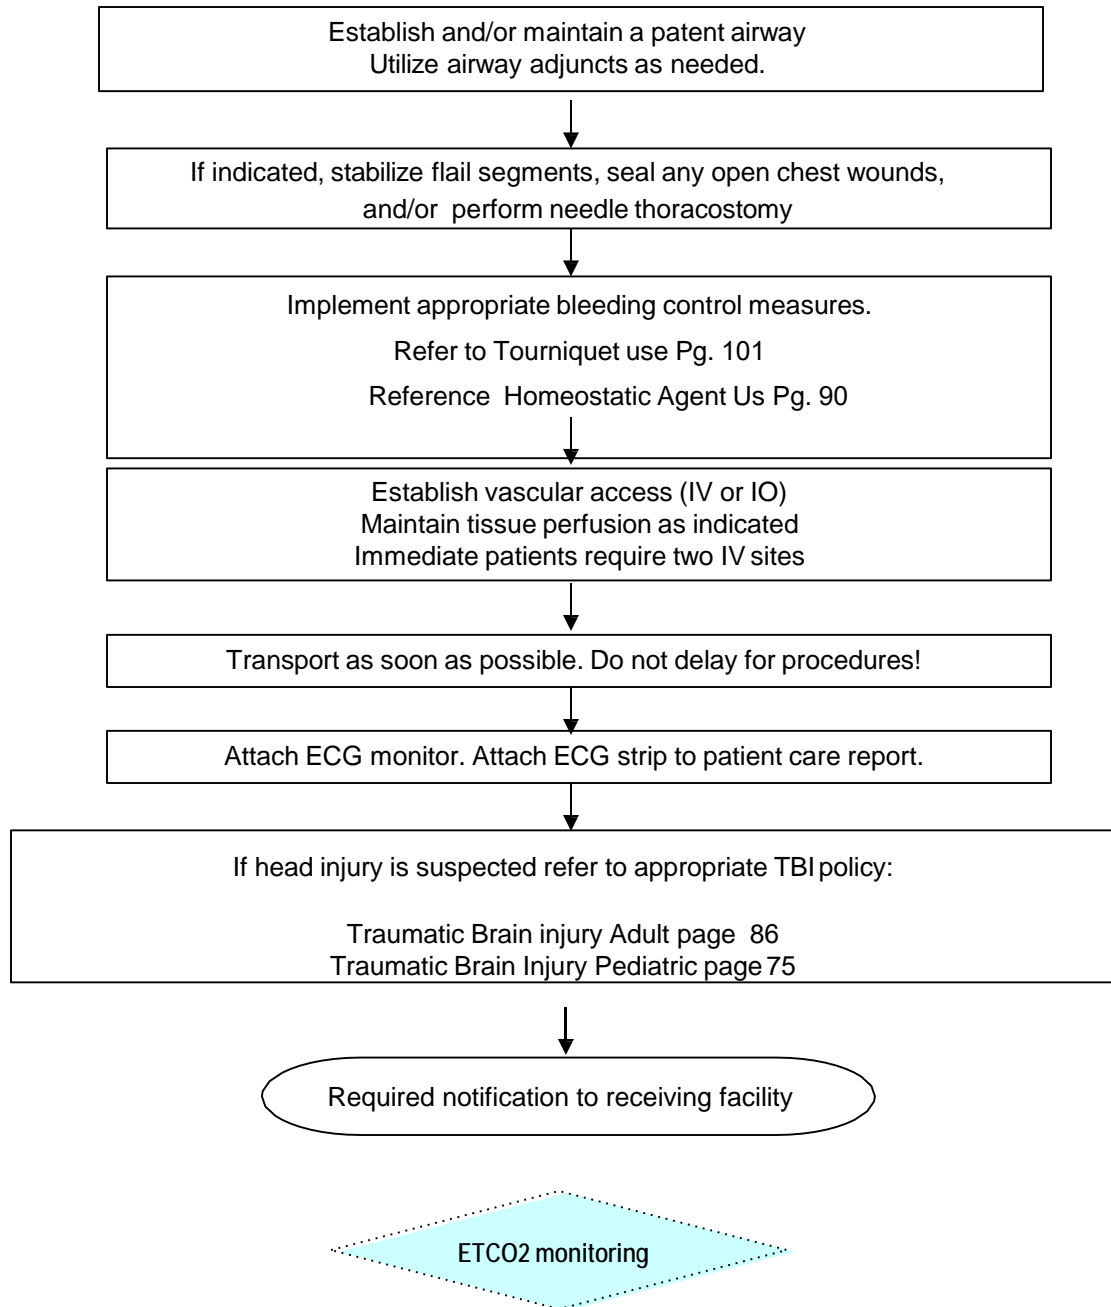 Establish and/or maintain a patent airway
Utilize airway adjuncts as needed.
If indicated, stabilize flail segments, seal any open chest wounds,
and/or perform needle thoracostomy
Implement appropriate bleeding control measures.
Refer to Tourniquet use Pg. 101
Reference Homeostatic Agent Us Pg. 90
Establish vascular access (IV or IO)
Maintain tissue perfusion as indicated
Immediate patients require two IV sites
Transport as soon as possible. Do not delay for procedures!
Attach ECG monitor. Attach ECG strip to patient care report.
If head injury is suspected refer to appropriate TBI policy:
Traumatic Brain injury Adult page 86
Traumatic Brain Injury Pediatric page 75
Required notification to receiving facility
ETCO2 monitoring